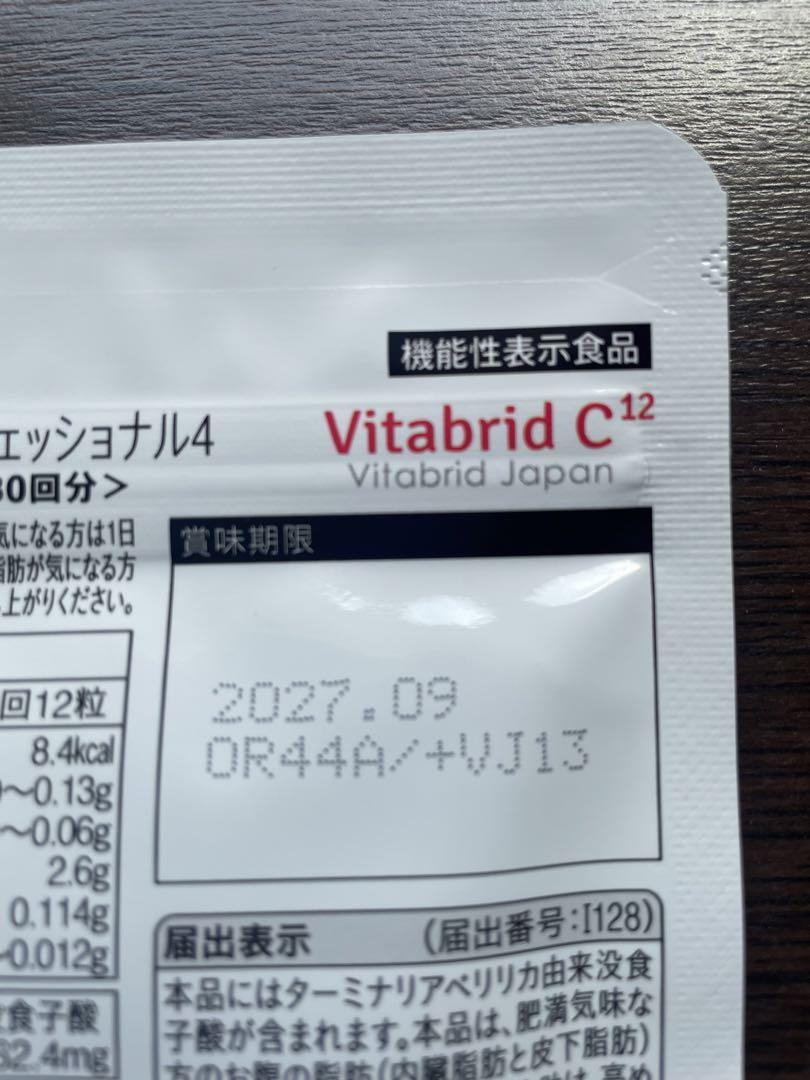 機能性表示食品
Vitabrid C12
Vitabrid Japan
ェッショナル4
30回分>
気になる方は1日
脂肪が気になる方
上がりください。
賞味期限
2027.09
OR44A/+VJ13
回12粒
8.4kcal
~0.13g
~0.06g
2.6g
0.114g
~0.012g
食子酸
62.4mg
届出表示 (届出番号:I128)
本品にはターミナリアベリリカ由来没食
子酸が含まれます。本品は、肥満気味な
方のお腹の脂肪(内臓脂肪と皮下脂肪)